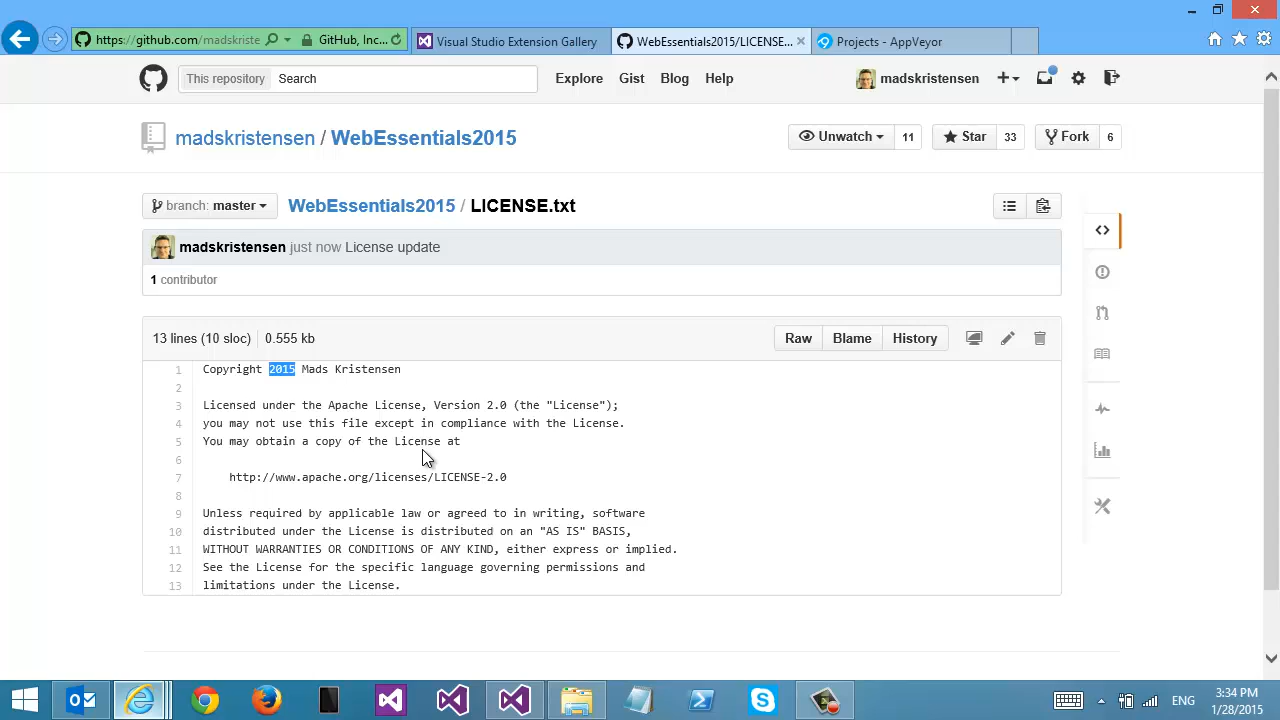 https://github.com/madskriste
GitHub, Inc...
Visual Studio Extension Gallery
WebEssentials2015/LICENSE...
Projects - AppVeyor
This repository
Search
Explore
Gist
Blog
Help
madskristensen
madskristensen / WebEssentials2015
Unwatch
11
Star
33
Fork
6
branch: master
WebEssentials2015 / LICENSE.txt
madskristensen just now License update
1 contributor
13 lines (10 sloc)
0.555 kb
Raw
Blame
History
1 Copyright 2015 Mads Kristensen
2
3 Licensed under the Apache License, Version 2.0 (the "License");
4 you may not use this file except in compliance with the License.
5 You may obtain a copy of the License at
6
7 http://www.apache.org/licenses/LICENSE-2.0
8
9 Unless required by applicable law or agreed to in writing, software
10 distributed under the License is distributed on an "AS IS" BASIS,
11 WITHOUT WARRANTIES OR CONDITIONS OF ANY KIND, either express or implied.
12 See the License for the specific language governing permissions and
13 limitations under the License.
ENG
3:34 PM
1/28/2015